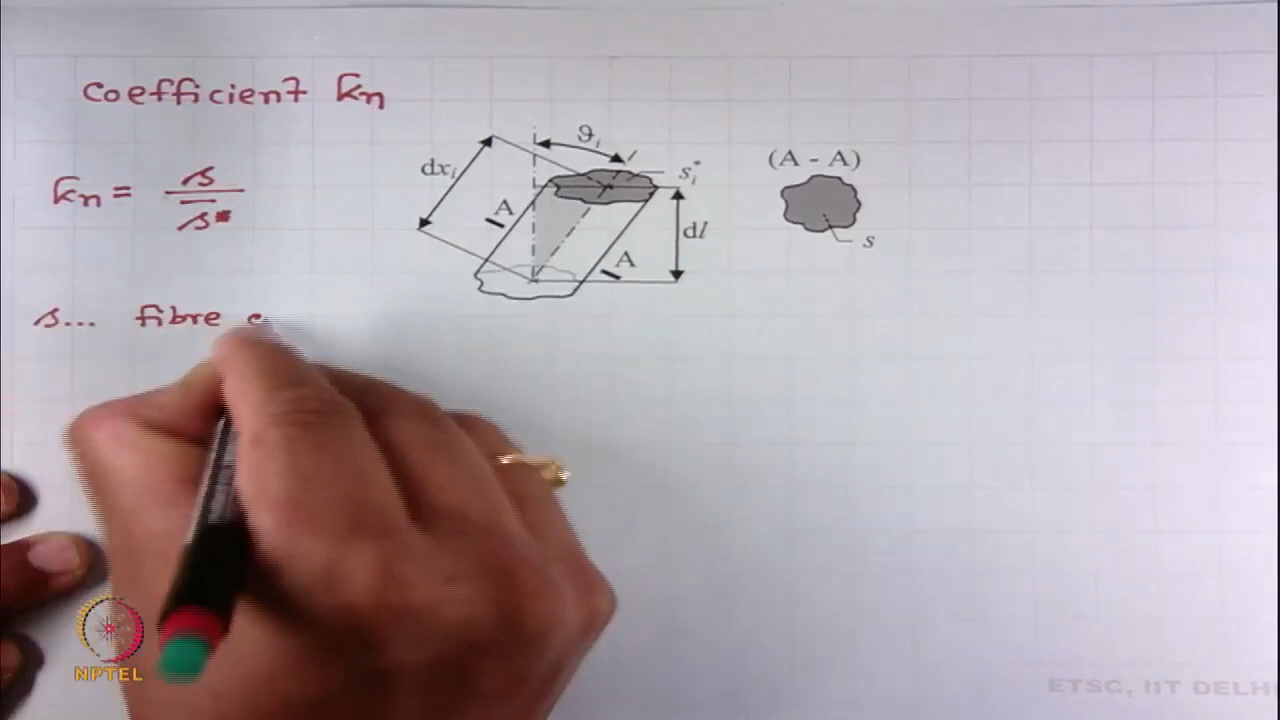 coefficient kn
kn = s / s̄*
s... fibre
dxi
ϑi
si*
A
A
dl
(A - A)
s
NPTEL
ETSC, IIT DELHI